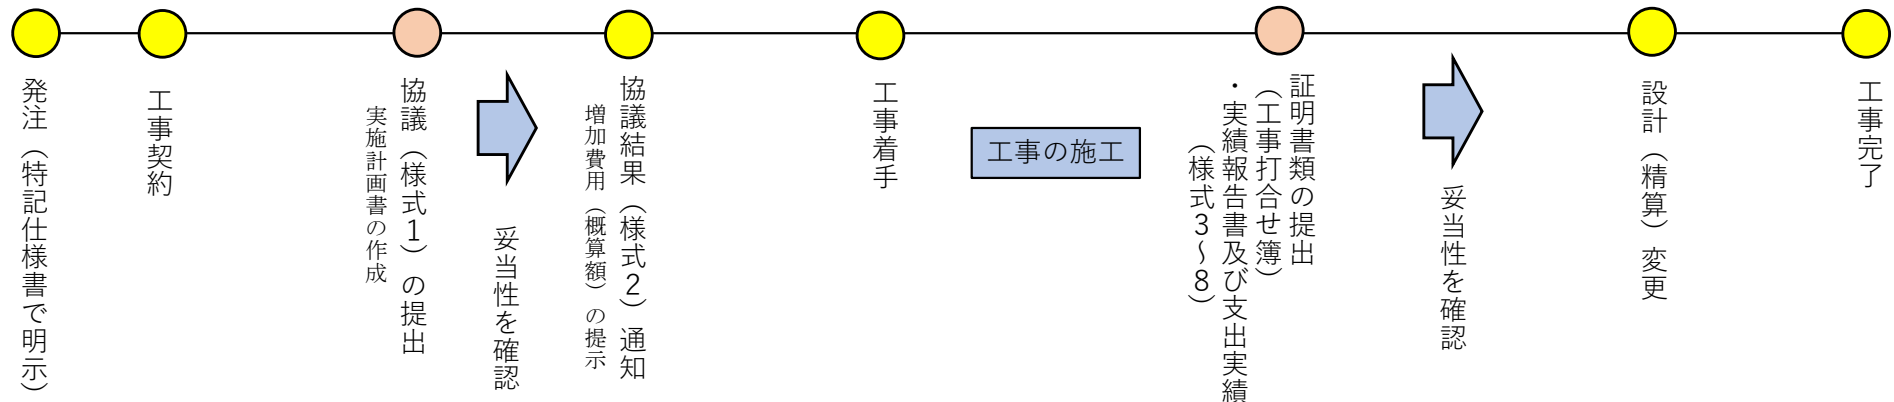 発注（特記仕様書で明示）
工事契約
協議（様式１）の提出
実施計画書の作成
妥当性を確認
協議結果（様式２）通知
増加費用（概算額）の提示
工事着手
工事の施工
証明書類の提出
（工事打合せ簿）
・実績報告書及び支出実績
（様式３～８）
妥当性を確認
設計（精算）変更
工事完了